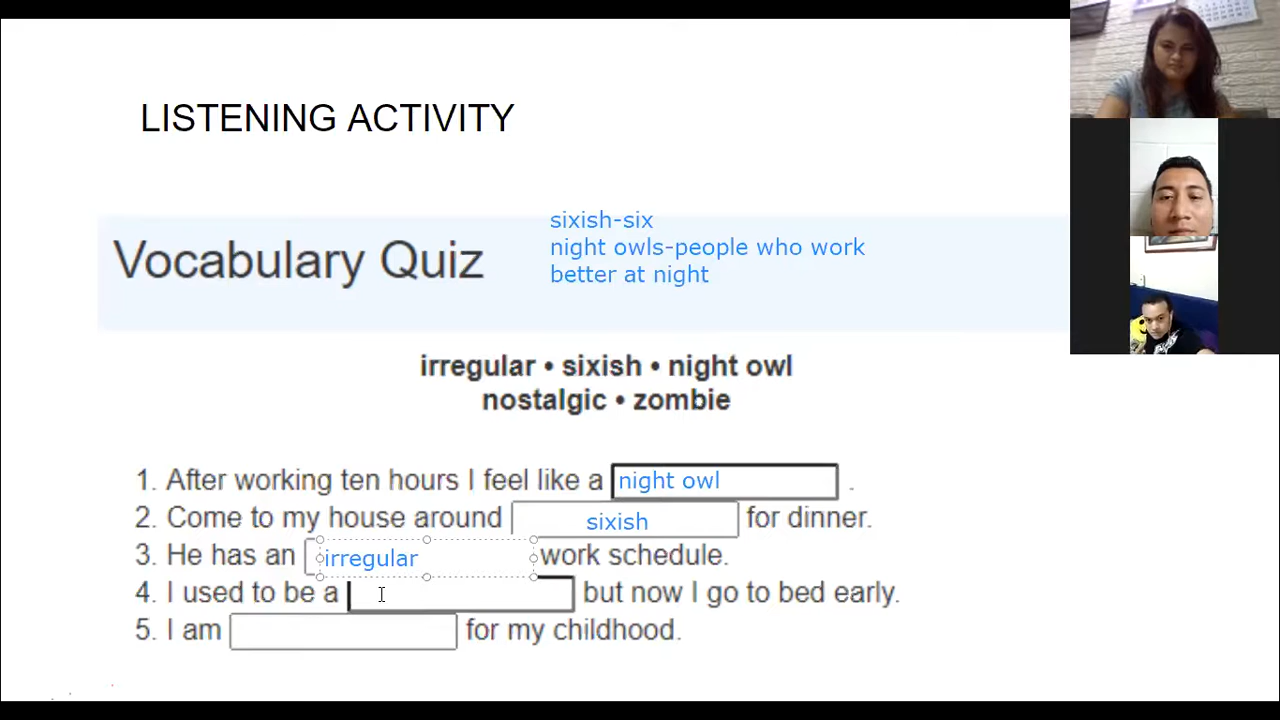 LISTENING ACTIVITY
Vocabulary Quiz
sixish-six
night owls-people who work
better at night
irregular • sixish • night owl
nostalgic • zombie
1. After working ten hours I feel like a night owl .
2. Come to my house around sixish for dinner.
3. He has an irregular work schedule.
4. I used to be a but now I go to bed early.
5. I am for my childhood.